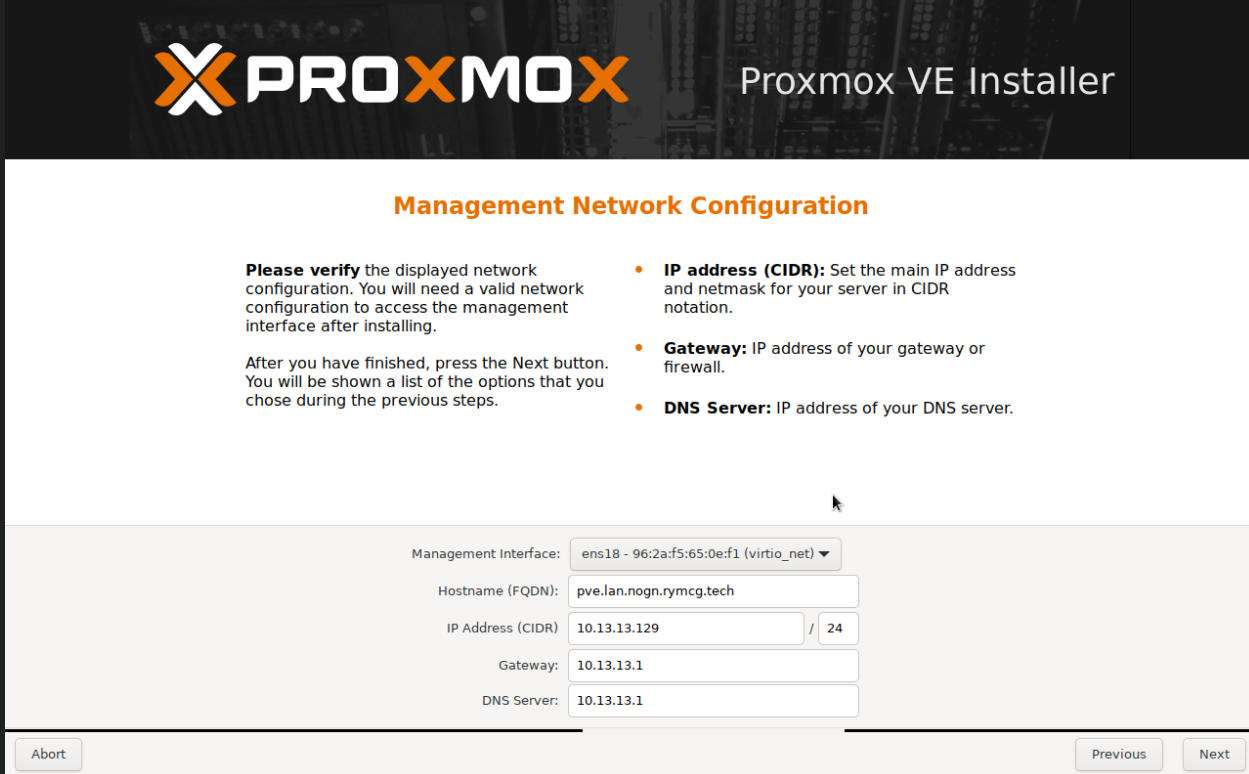 PROXMOX
Proxmox VE Installer
Management Network Configuration
Please verify the displayed network
configuration. You will need a valid network
configuration to access the management
interface after installing.
After you have finished, press the Next button.
You will be shown a list of the options that you
chose during the previous steps.
IP address (CIDR): Set the main IP address
and netmask for your server in CIDR
notation.
Gateway: IP address of your gateway or
firewall.
DNS Server: IP address of your DNS server.
Management Interface: ens18 - 96:2a:f5:65:0e:f1 (virtio_net)
Hostname (FQDN): pve.lan.nogn.rymcg.tech
IP Address (CIDR) 10.13.13.129 / 24
Gateway: 10.13.13.1
DNS Server: 10.13.13.1
Abort Previous Next